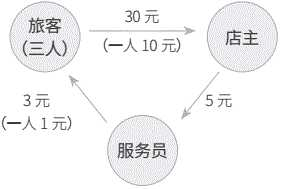 旅客
（三人）
30 元
（一人 10 元）
店主
3 元
（一人 1 元）
5 元
服务员